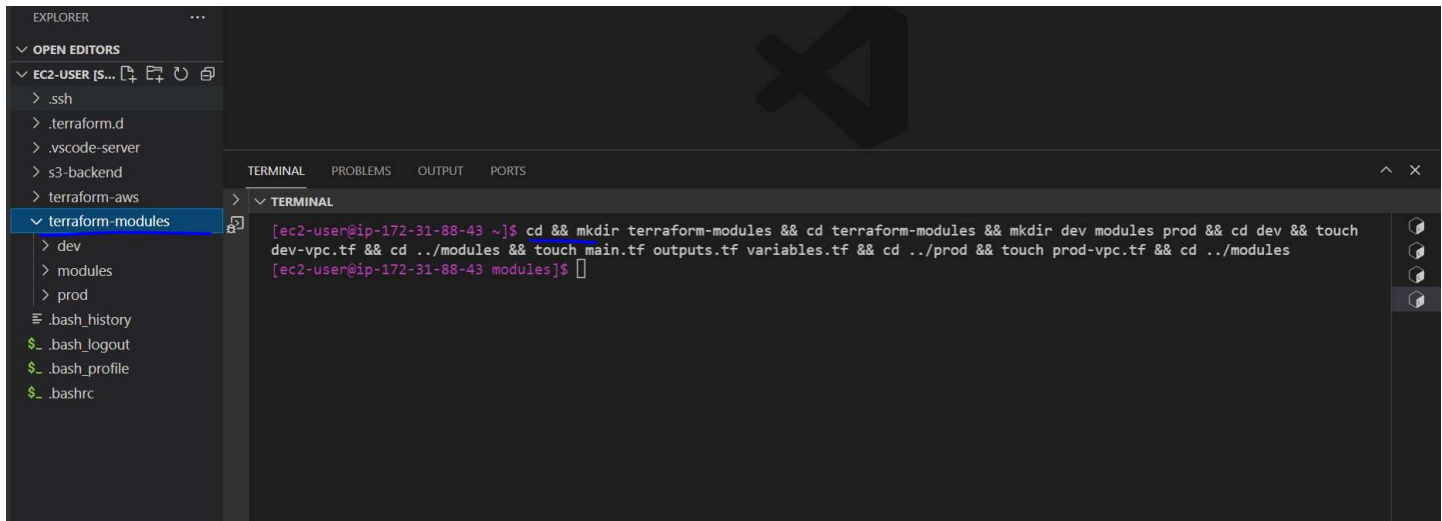 EXPLORER ...
OPEN EDITORS
EC2-USER [S...
.ssh
.terraform.d
.vscode-server
s3-backend
terraform-aws
terraform-modules
dev
modules
prod
.bash_history
$_ .bash_logout
$_ .bash_profile
$_ .bashrc
TERMINAL PROBLEMS OUTPUT PORTS
TERMINAL
[ec2-user@ip-172-31-88-43 ~]$ cd && mkdir terraform-modules && cd terraform-modules && mkdir dev modules prod && cd dev && touch
dev-vpc.tf && cd ../modules && touch main.tf outputs.tf variables.tf && cd ../prod && touch prod-vpc.tf && cd ../modules
[ec2-user@ip-172-31-88-43 modules]$